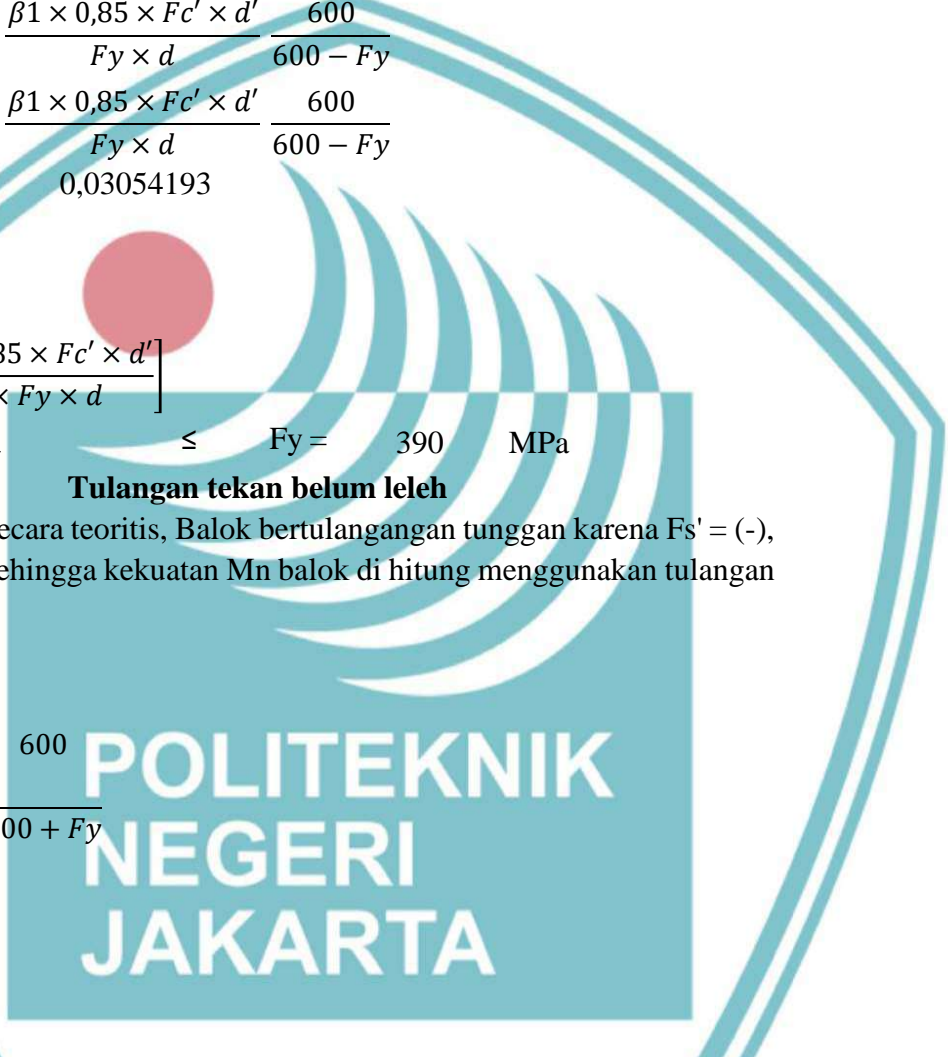 β1 × 0,85 × Fc′ × d′ / Fy × d 600 / 600 − Fy
β1 × 0,85 × Fc′ × d′ / Fy × d 600 / 600 − Fy
0,03054193
85 × Fc′ × d′ / × Fy × d ]
≤ Fy = 390 MPa
Tulangan tekan belum leleh
ecara teoritis, Balok bertulangangan tunggan karena Fs' = (-),
ehingga kekuatan Mn balok di hitung menggunakan tulangan
600 / 00 + Fy
POLITEKNIK
NEGERI
JAKARTA